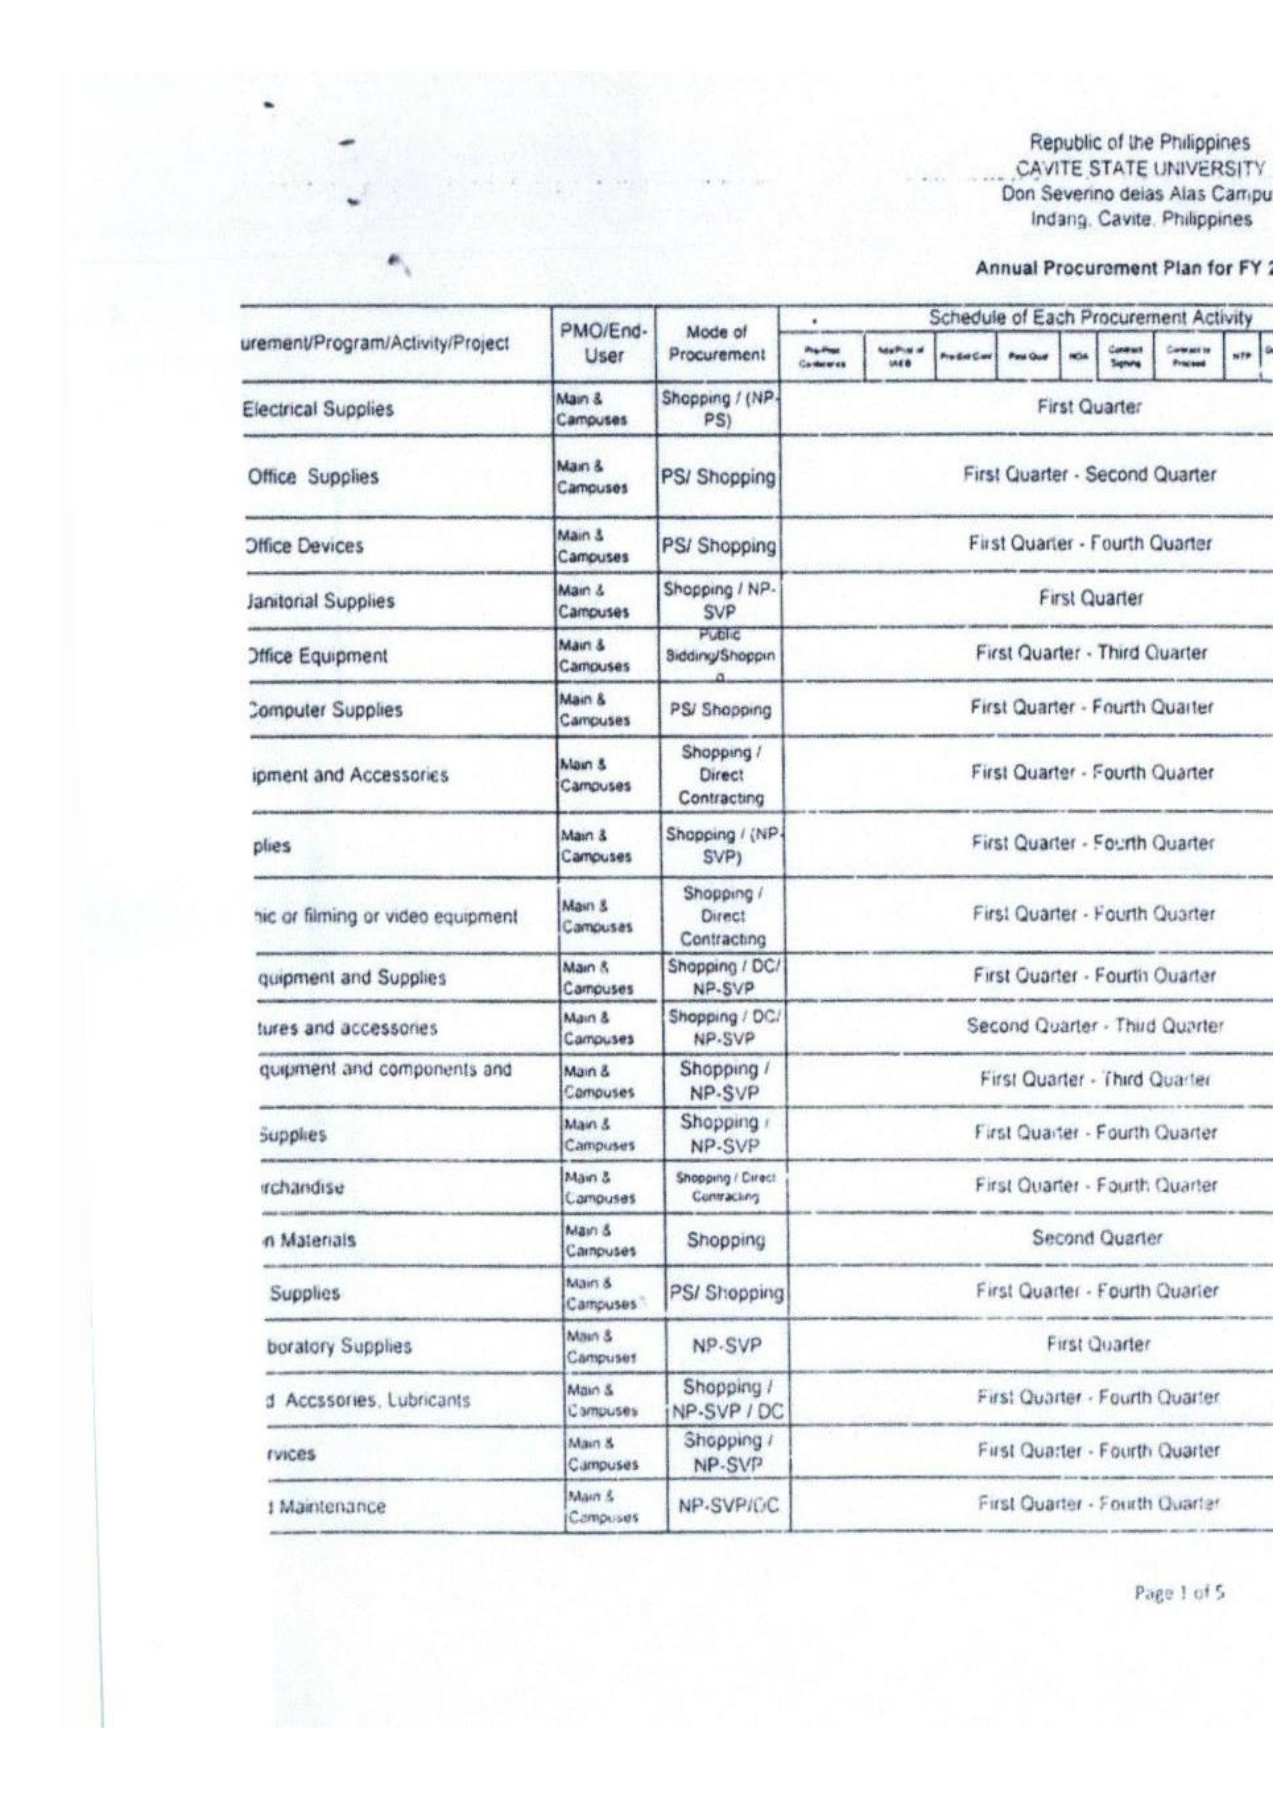 Republic of the Philippines
CAVITE STATE UNIVERSITY
Don Severino delas Alas Campu
Indang, Cavite, Philippines
Annual Procurement Plan for FY 2
urement/Program/Activity/Project PMO/End-User Mode of Procurement Schedule of Each Procurement Activity
Pre-Proc Conference Pre-Bid Conf Post Qual NOA Contract Signing NTP
Electrical Supplies Main & Campuses Shopping / (NP-PS) First Quarter
Office Supplies Main & Campuses PS/ Shopping First Quarter - Second Quarter
Office Devices Main & Campuses PS/ Shopping First Quarter - Fourth Quarter
Janitorial Supplies Main & Campuses Shopping / NP-SVP First Quarter
Office Equipment Main & Campuses Public Bidding/Shopping First Quarter - Third Quarter
Computer Supplies Main & Campuses PS/ Shopping First Quarter - Fourth Quarter
ipment and Accessories Main & Campuses Shopping / Direct Contracting First Quarter - Fourth Quarter
plies Main & Campuses Shopping / (NP-SVP) First Quarter - Fourth Quarter
hic or filming or video equipment Main & Campuses Shopping / Direct Contracting First Quarter - Fourth Quarter
quipment and Supplies Main & Campuses Shopping / DC/ NP-SVP First Quarter - Fourth Quarter
tures and accessories Main & Campuses Shopping / DC/ NP-SVP Second Quarter - Third Quarter
quipment and components and Main & Campuses Shopping / NP-SVP First Quarter - Third Quarter
Supplies Main & Campuses Shopping / NP-SVP First Quarter - Fourth Quarter
rchandise Main & Campuses Shopping / Direct Contracting First Quarter - Fourth Quarter
n Materials Main & Campuses Shopping Second Quarter
Supplies Main & Campuses PS/ Shopping First Quarter - Fourth Quarter
boratory Supplies Main & Campuses NP-SVP First Quarter
d Accssories, Lubricants Main & Campuses Shopping / NP-SVP / DC First Quarter - Fourth Quarter
rvices Main & Campuses Shopping / NP-SVP First Quarter - Fourth Quarter
d Maintenance Main & Campuses NP-SVP/DC First Quarter - Fourth Quarter
Page 1 of 5